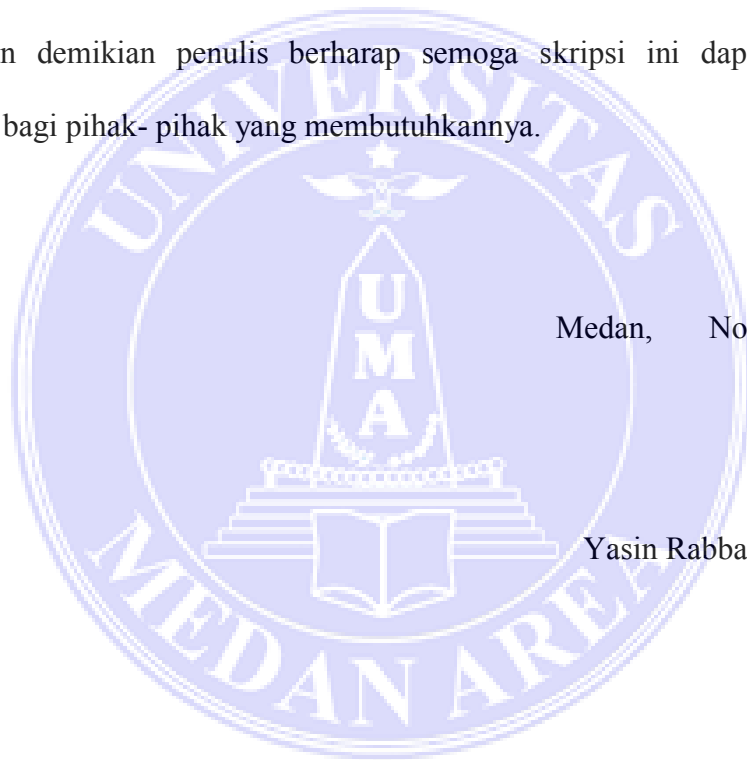 n demikian penulis berharap semoga skripsi ini dap
bagi pihak- pihak yang membutuhkannya.
UNIVERSITAS
U
M
A
Medan, No
Yasin Rabba
MEDAN AREA